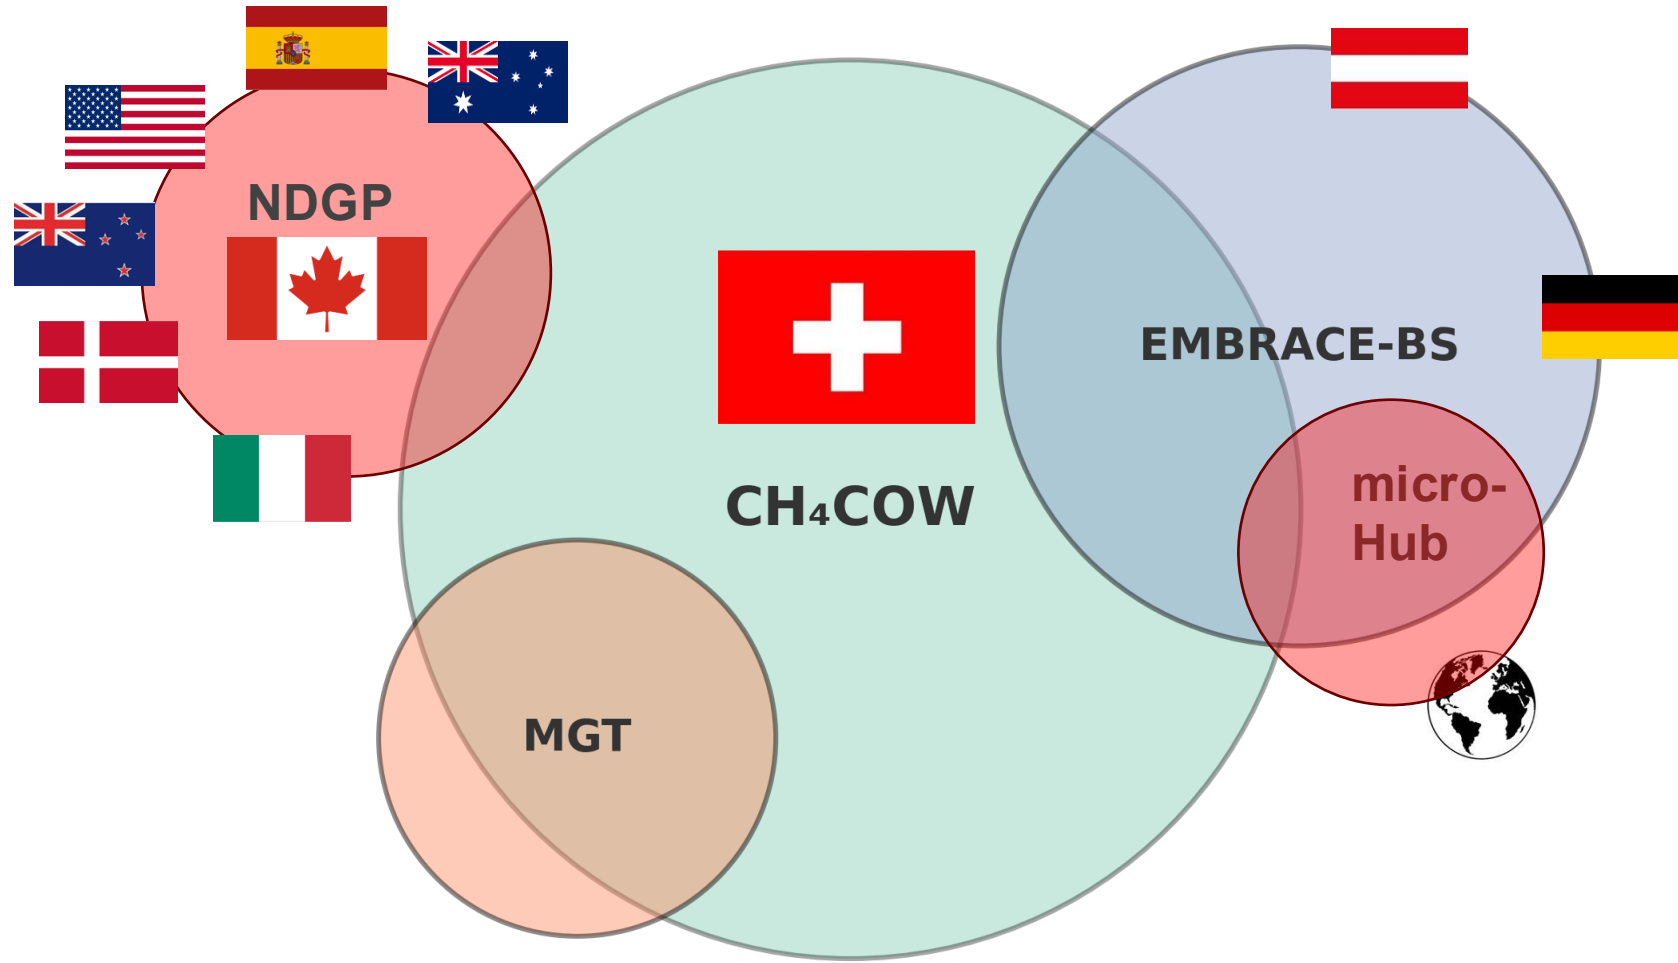 NDGP
EMBRACE-BS
micro-
Hub
CH₄COW
MGT